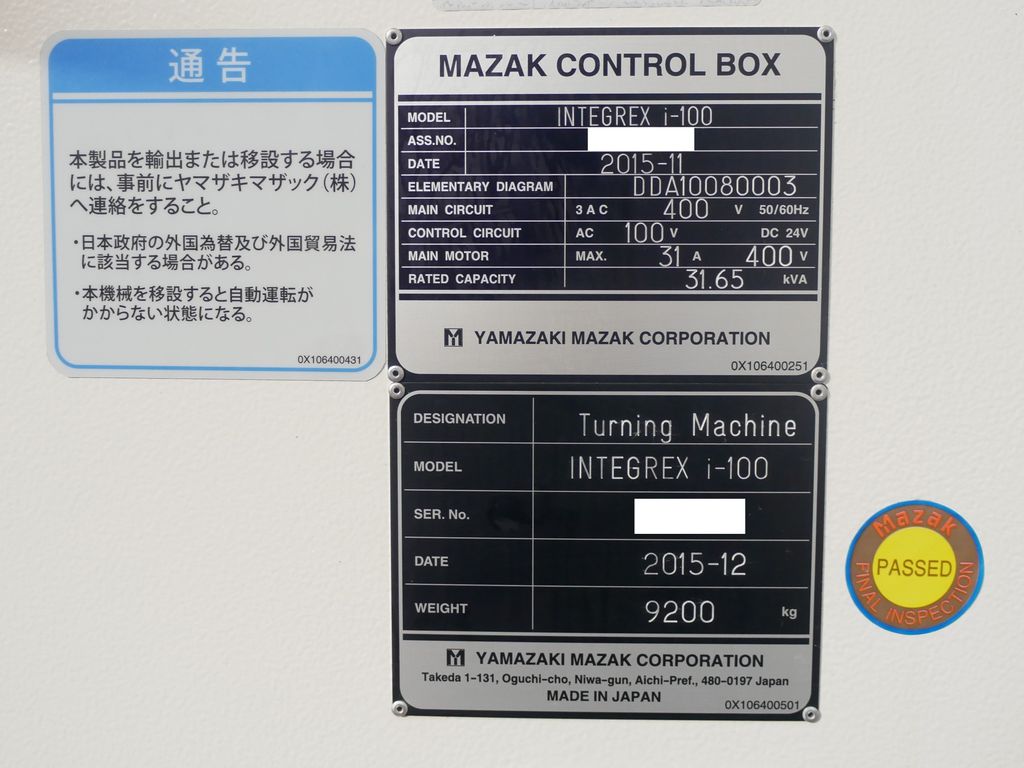 通告
本製品を輸出または移設する場合
には、事前にヤマザキマザック(株)
へ連絡をすること。
・日本政府の外国為替及び外国貿易法
に該当する場合がある。
・本機械を移設すると自動運転が
かからない状態になる。
0X106400431
MAZAK CONTROL BOX
MODEL INTEGREX i-100
ASS.NO.
DATE 2015-11
ELEMENTARY DIAGRAM DDA10080003
MAIN CIRCUIT 3 A C 400 V 50/60Hz
CONTROL CIRCUIT AC 100 V DC 24V
MAIN MOTOR MAX. 31 A 400 V
RATED CAPACITY 31.65 kVA
YAMAZAKI MAZAK CORPORATION
0X106400251
DESIGNATION Turning Machine
MODEL INTEGREX i-100
SER. No.
DATE 2015-12
WEIGHT 9200 kg
YAMAZAKI MAZAK CORPORATION
Takeda 1-131, Oguchi-cho, Niwa-gun, Aichi-Pref., 480-0197 Japan
MADE IN JAPAN
0X106400501
Mazak
PASSED
FINAL INSPECTION